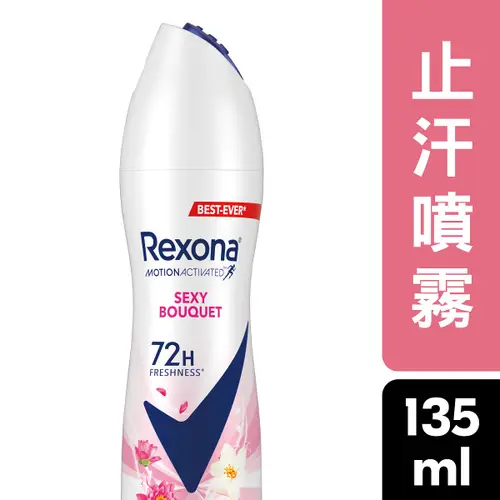 BEST-EVER*
Rexona
MOTIONACTIVATED
SEXY
BOUQUET
72H
FRESHNESS*
止汗噴霧
135
ml